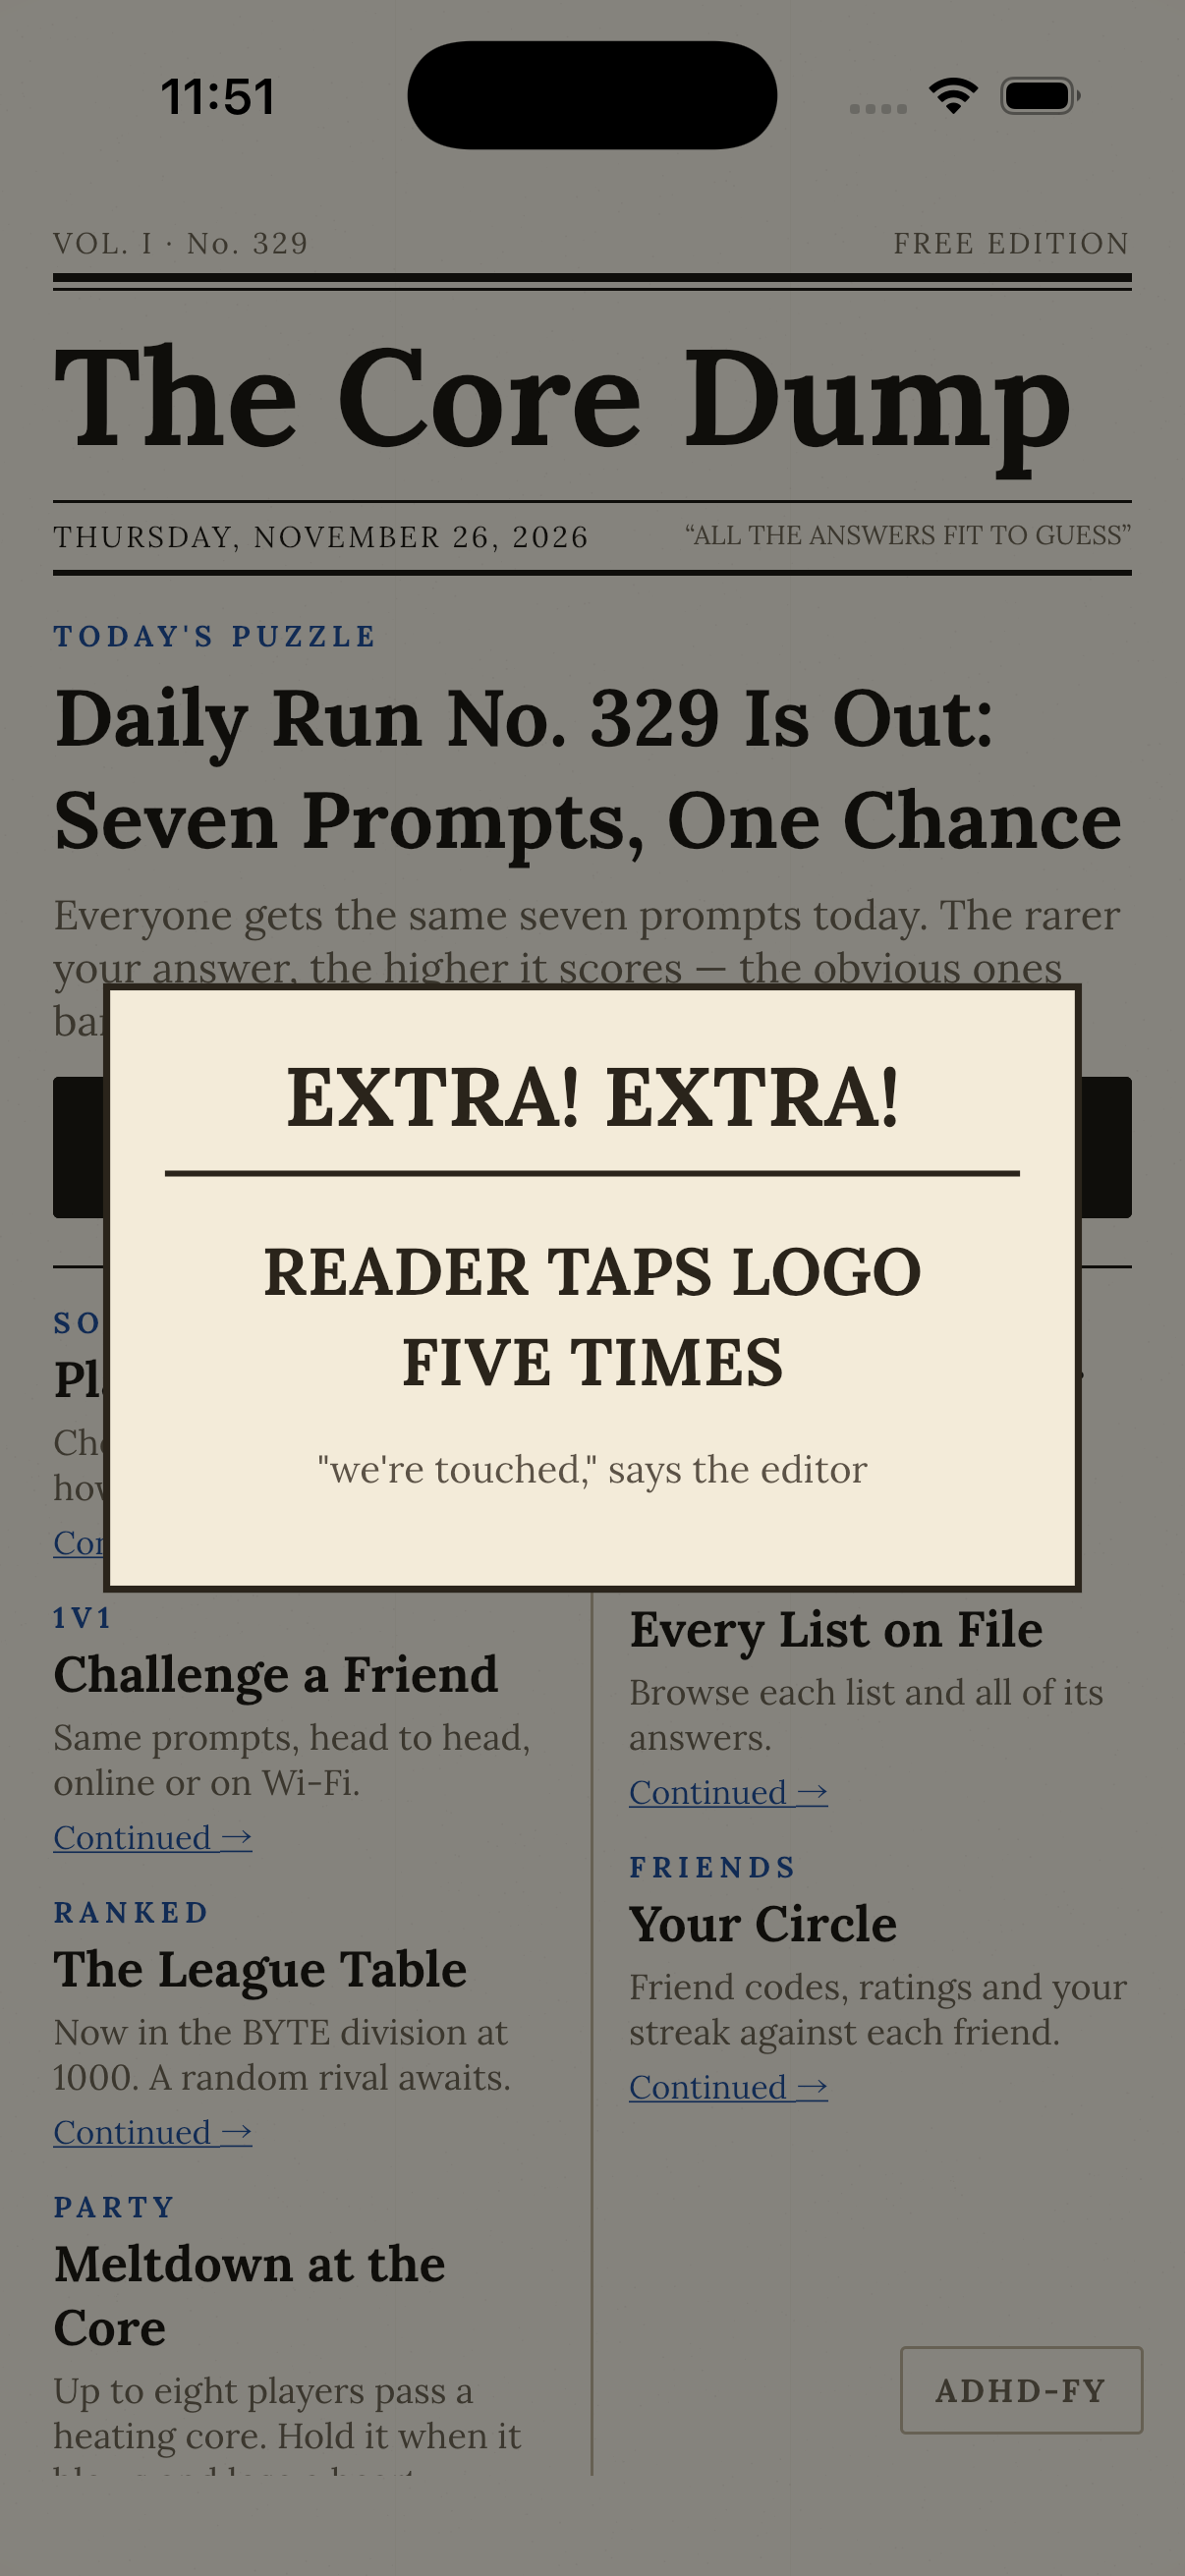 11:51
VOL. I · No. 329
FREE EDITION
The Core Dump
THURSDAY, NOVEMBER 26, 2026
“ALL THE ANSWERS FIT TO GUESS”
TODAY'S PUZZLE
Daily Run No. 329 Is Out:
Seven Prompts, One Chance
Everyone gets the same seven prompts today. The rarer
your answer, the higher it scores — the obvious ones
EXTRA! EXTRA!
READER TAPS LOGO
FIVE TIMES
"we're touched," says the editor
1V1
Challenge a Friend
Same prompts, head to head,
online or on Wi-Fi.
Continued →
RANKED
The League Table
Now in the BYTE division at
1000. A random rival awaits.
Continued →
PARTY
Meltdown at the
Core
Up to eight players pass a
heating core. Hold it when it
Every List on File
Browse each list and all of its
answers.
Continued →
FRIENDS
Your Circle
Friend codes, ratings and your
streak against each friend.
Continued →
ADHD-FY